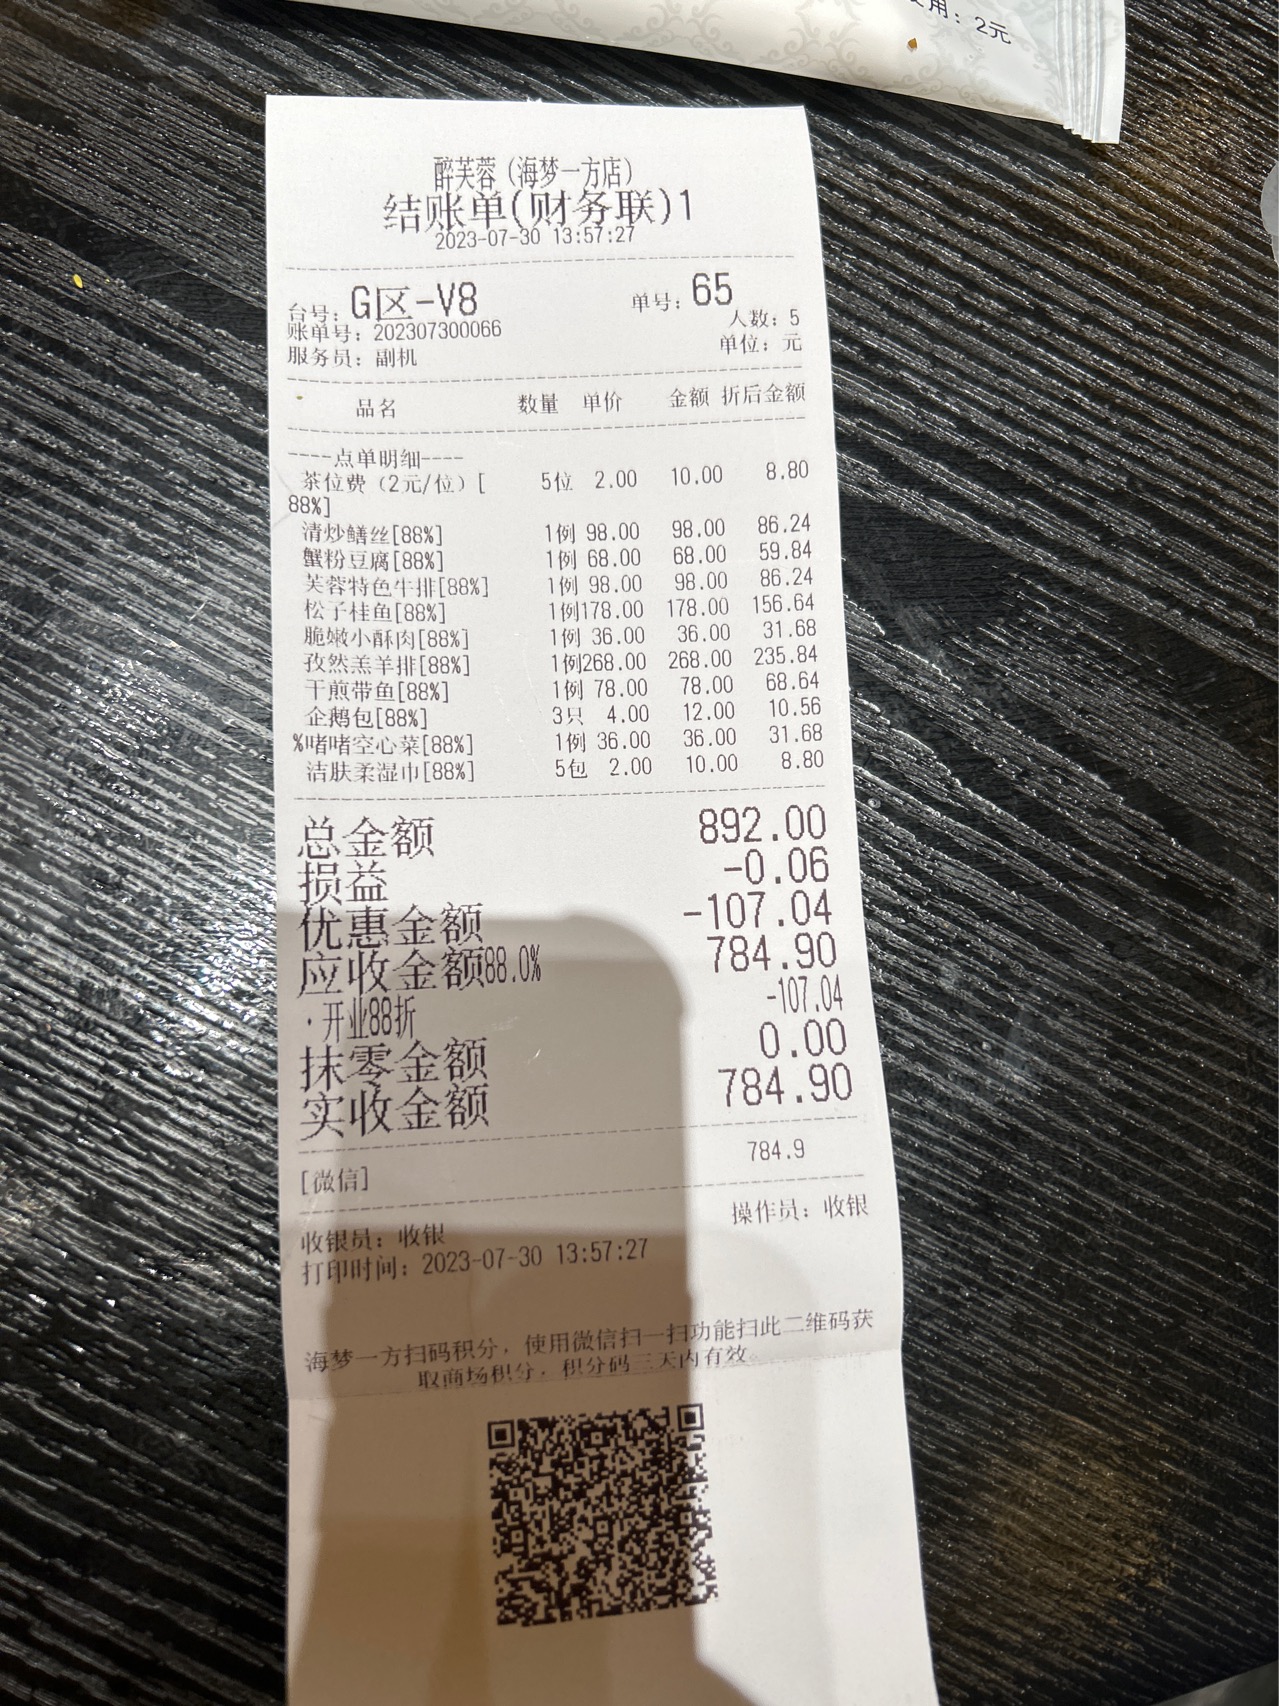 用：2元
醉芙蓉（海梦一方店）
结账单(财务联)1
2023-07-30 13:57:27
台号：G区-V8 单号：65
账单号：202307300066 人数：5
服务员：副机 单位：元
品名 数量 单价 金额 折后金额
----点单明细----
茶位费（2元/位）[ 5位 2.00 10.00 8.80
88%]
清炒鳝丝[88%] 1例 98.00 98.00 86.24
蟹粉豆腐[88%] 1例 68.00 68.00 59.84
芙蓉特色牛排[88%] 1例 98.00 98.00 86.24
松子桂鱼[88%] 1例178.00 178.00 156.64
脆嫩小酥肉[88%] 1例 36.00 36.00 31.68
孜然羔羊排[88%] 1例268.00 268.00 235.84
干煎带鱼[88%] 1例 78.00 78.00 68.64
企鹅包[88%] 3只 4.00 12.00 10.56
%啫啫空心菜[88%] 1例 36.00 36.00 31.68
洁肤柔湿巾[88%] 5包 2.00 10.00 8.80
总金额 892.00
损益 -0.06
优惠金额 -107.04
应收金额88.0% 784.90
·开业88折 -107.04
抹零金额 0.00
实收金额 784.90
[微信] 784.9
收银员：收银 操作员：收银
打印时间：2023-07-30 13:57:27
海梦一方扫码积分，使用微信扫一扫功能扫此二维码获
取商场积分，积分码三天内有效。